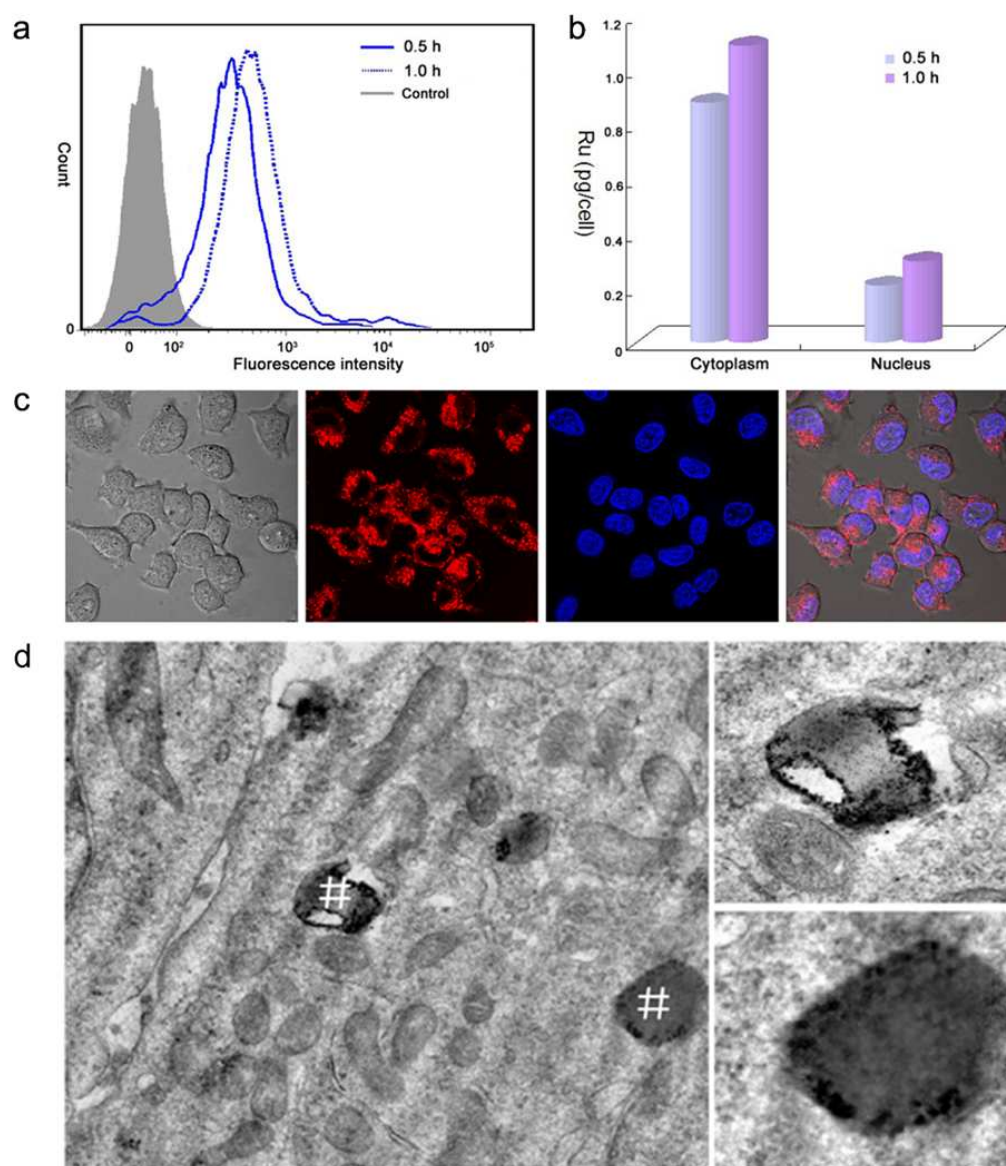 a
0.5 h
1.0 h
Control
Count
0
0 10² 10³ 10⁴ 10⁵
Fluorescence intensity
b
1.2
1.0
0.8
0.6
0.4
0.2
0
Ru (pg/cell)
0.5 h
1.0 h
Cytoplasm Nucleus
c
d
#
#